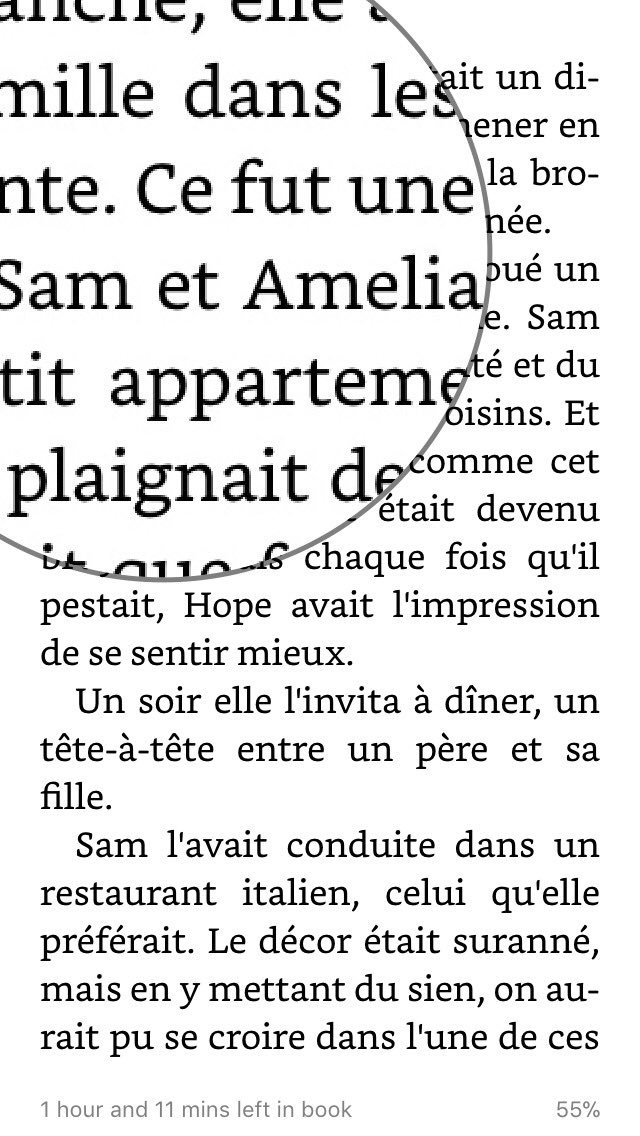 elle
mille dans les
nte. Ce fut une
Sam et Amelia
tit apparteme
plaignait de
que
ait un di-
ener en
la bro-
née.
oué un
e. Sam
té et du
oisins. Et
comme cet
était devenu
chaque fois qu'il
pestait, Hope avait l'impression
de se sentir mieux.
Un soir elle l'invita à dîner, un
tête-à-tête entre un père et sa
fille.
Sam l'avait conduite dans un
restaurant italien, celui qu'elle
préférait. Le décor était suranné,
mais en y mettant du sien, on au-
rait pu se croire dans l'une de ces
1 hour and 11 mins left in book 55%